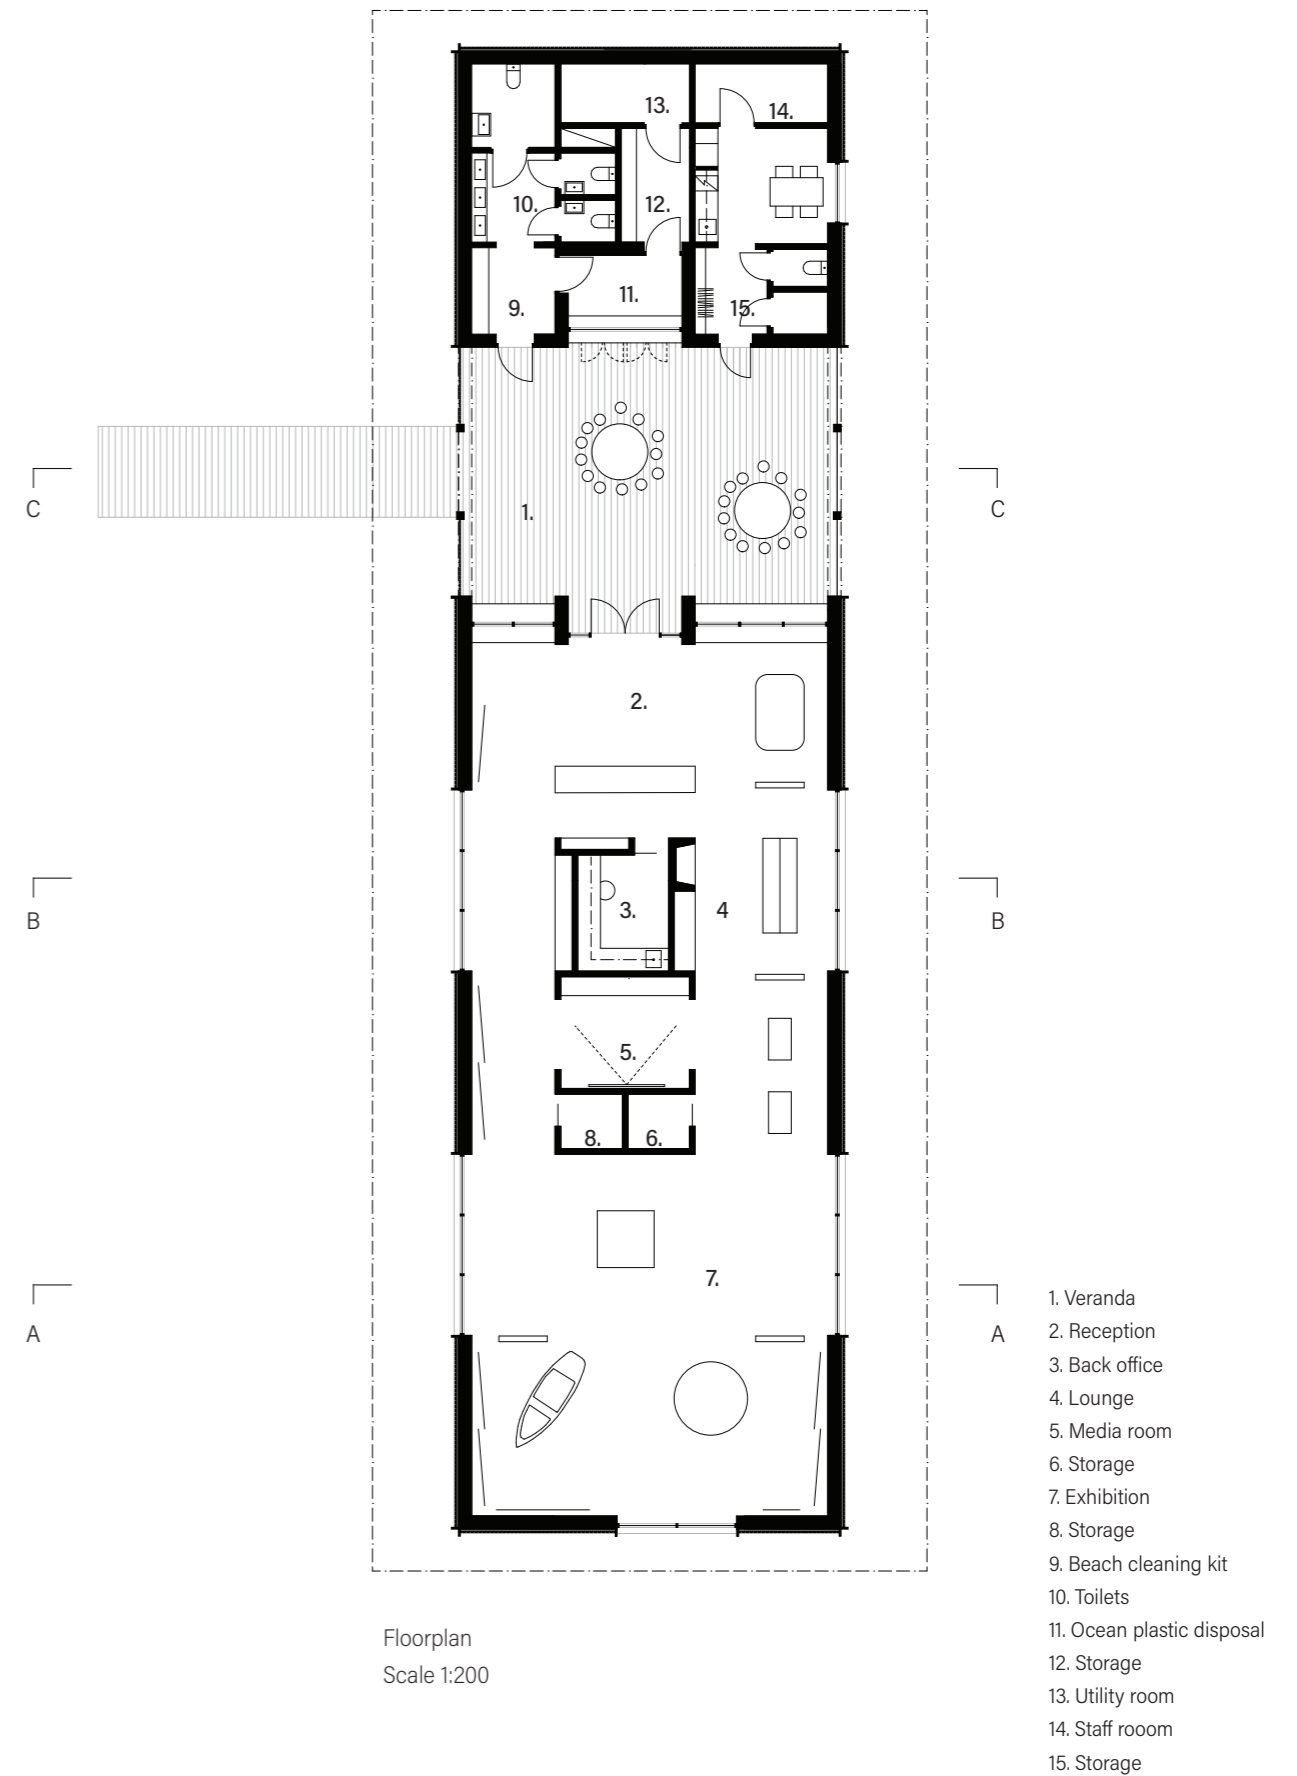 13.
14.
10.
12.
11.
9.
15.
C
1.
C
2.
B
3.
4
B
5.
8.
6.
7.
A
A
1. Veranda
2. Reception
3. Back office
4. Lounge
5. Media room
6. Storage
7. Exhibition
8. Storage
9. Beach cleaning kit
10. Toilets
11. Ocean plastic disposal
12. Storage
13. Utility room
14. Staff rooom
15. Storage
Floorplan
Scale 1:200